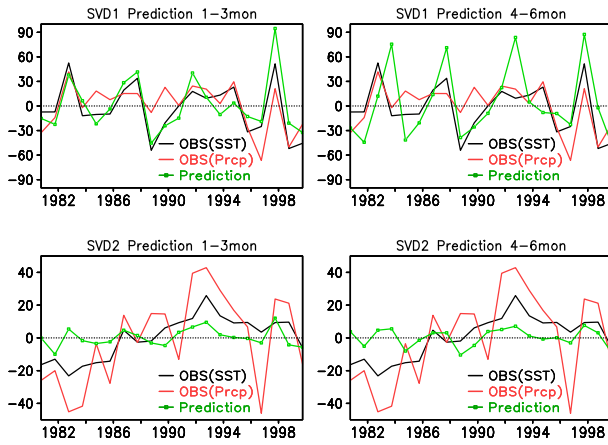 SVD1 Prediction 1-3mon
90
60
30
0
-30
-60
-90
OBS(SST)
OBS(Prcp)
Prediction
1982 1986 1990 1994 1998
SVD1 Prediction 4-6mon
90
60
30
0
-30
-60
-90
OBS(SST)
OBS(Prcp)
Prediction
1982 1986 1990 1994 1998
SVD2 Prediction 1-3mon
40
20
0
-20
-40
OBS(SST)
OBS(Prcp)
Prediction
1982 1986 1990 1994 1998
SVD2 Prediction 4-6mon
40
20
0
-20
-40
OBS(SST)
OBS(Prcp)
Prediction
1982 1986 1990 1994 1998